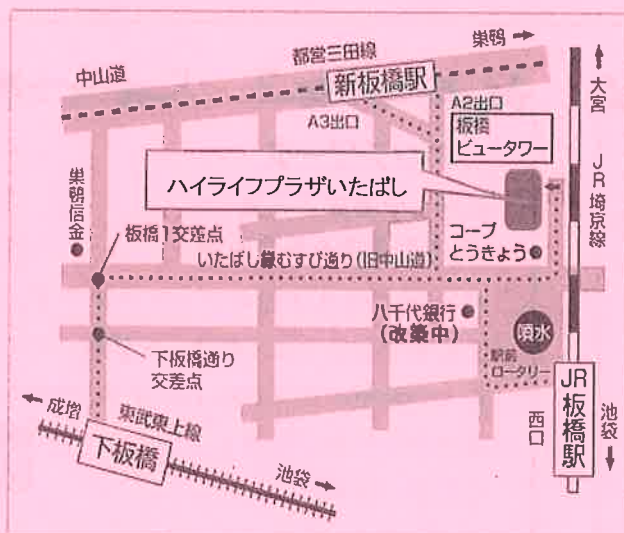 都営三田線
巣鴨
中山道
新板橋駅
A3出口
A2出口
板橋
ビュータワー
大宮
JR埼京線
ハイライフプラザいたばし
巣鴨信金
板橋1交差点
コープ
とうきょう
いたばし縁むすび通り(旧中山道)
八千代銀行
(改築中)
噴水
下板橋通り
交差点
駅前
ロータリー
JR板橋駅
西口
池袋
成増
東武東上線
下板橋
池袋